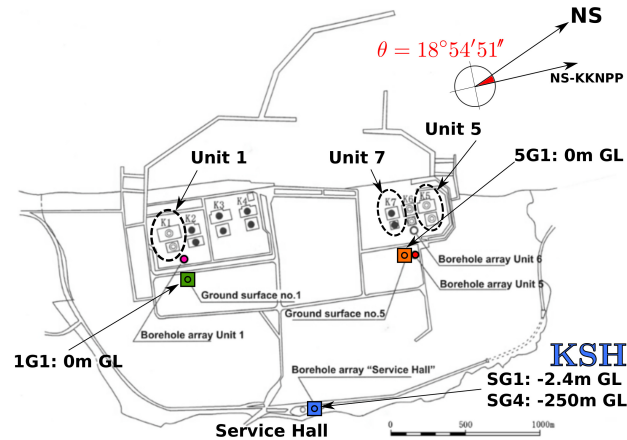 NS
θ = 18°54′51″
NS-KKNPP
Unit 5
Unit 1
Unit 7
5G1: 0m GL
K1
K2
K3
K4
K7
K5
Borehole array Unit 6
Borehole array Unit 5
Ground surface no.1
Ground surface no.5
Borehole array Unit 1
1G1: 0m GL
KSH
Borehole array "Service Hall"
SG1: -2.4m GL
SG4: -250m GL
Service Hall
0 500 1000m